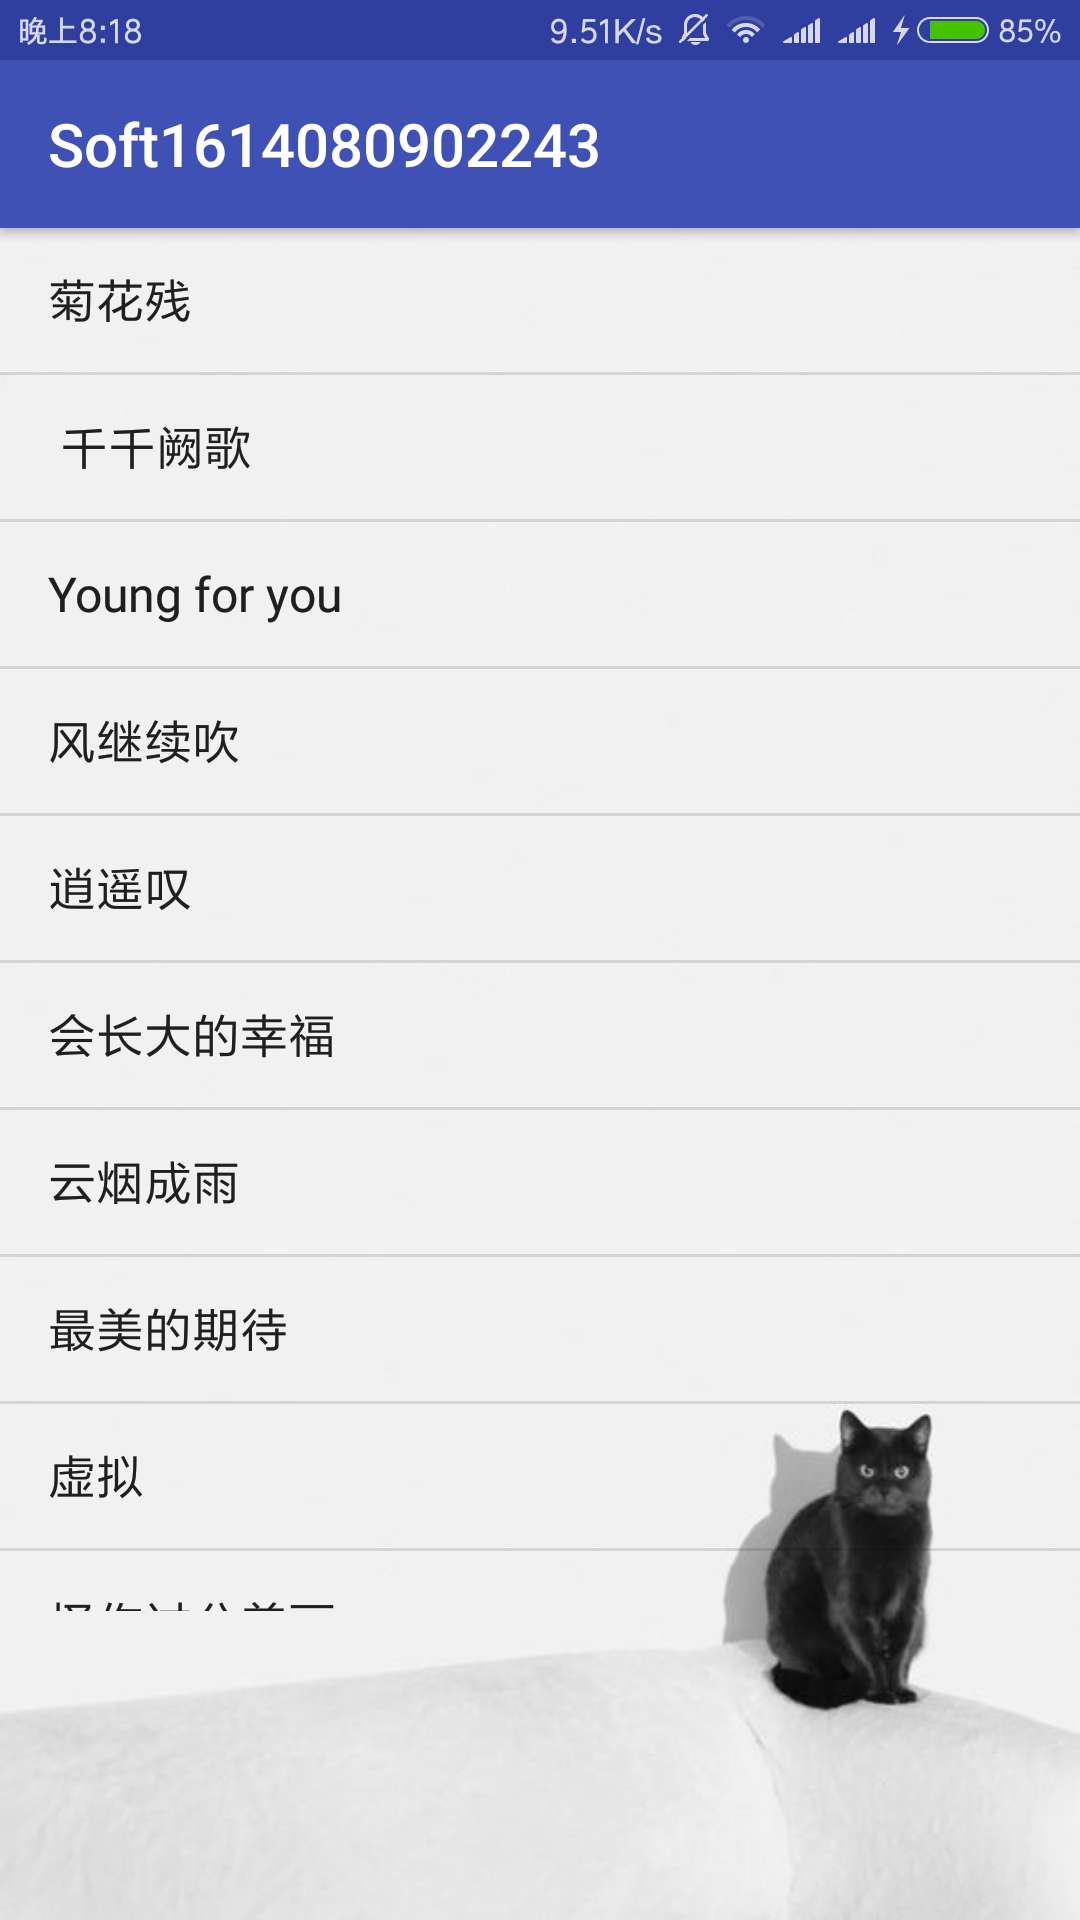 晚上8:18 9.51K/s 85%
Soft1614080902243
菊花残
千千阙歌
Young for you
风继续吹
逍遥叹
会长大的幸福
云烟成雨
最美的期待
虚拟